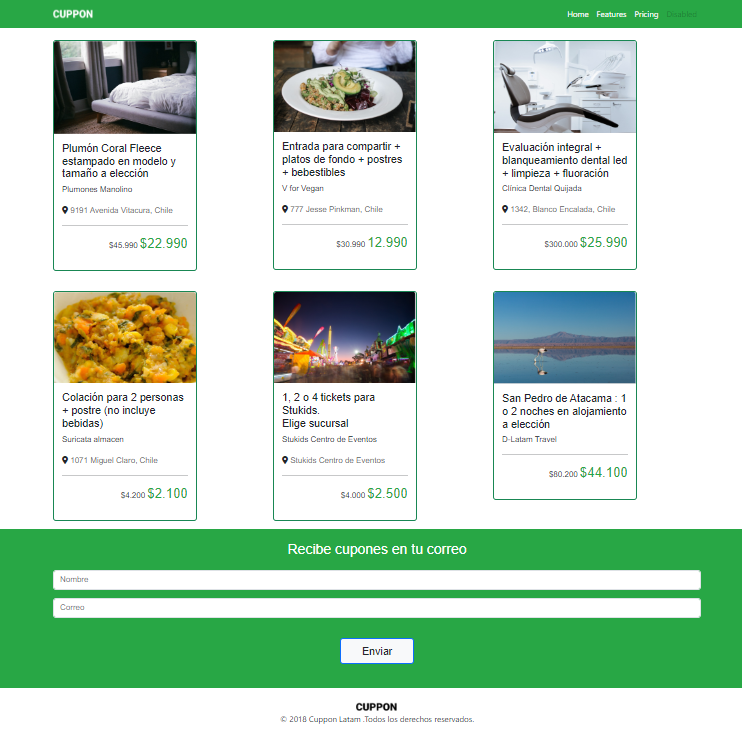 CUPPON
Home Features Pricing Disabled
Plumón Coral Fleece
estampado en modelo y
tamaño a elección
Plumones Manolino
9191 Avenida Vitacura, Chile
$45.990 $22.990
Entrada para compartir +
platos de fondo + postres
+ bebestibles
V for Vegan
777 Jesse Pinkman, Chile
$30.990 12.990
Evaluación integral +
blanqueamiento dental led
+ limpieza + fluoración
Clínica Dental Quijada
1342, Blanco Encalada, Chile
$300.000 $25.990
Colación para 2 personas
+ postre (no incluye
bebidas)
Suricata almacen
1071 Miguel Claro, Chile
$4.200 $2.100
1, 2 o 4 tickets para
Stukids.
Elige sucursal
Stukids Centro de Eventos
Stukids Centro de Eventos
$4.000 $2.500
San Pedro de Atacama : 1
o 2 noches en alojamiento
a elección
D-Latam Travel
$80.200 $44.100
Recibe cupones en tu correo
Nombre
Correo
Enviar
CUPPON
© 2018 Cuppon Latam .Todos los derechos reservados.